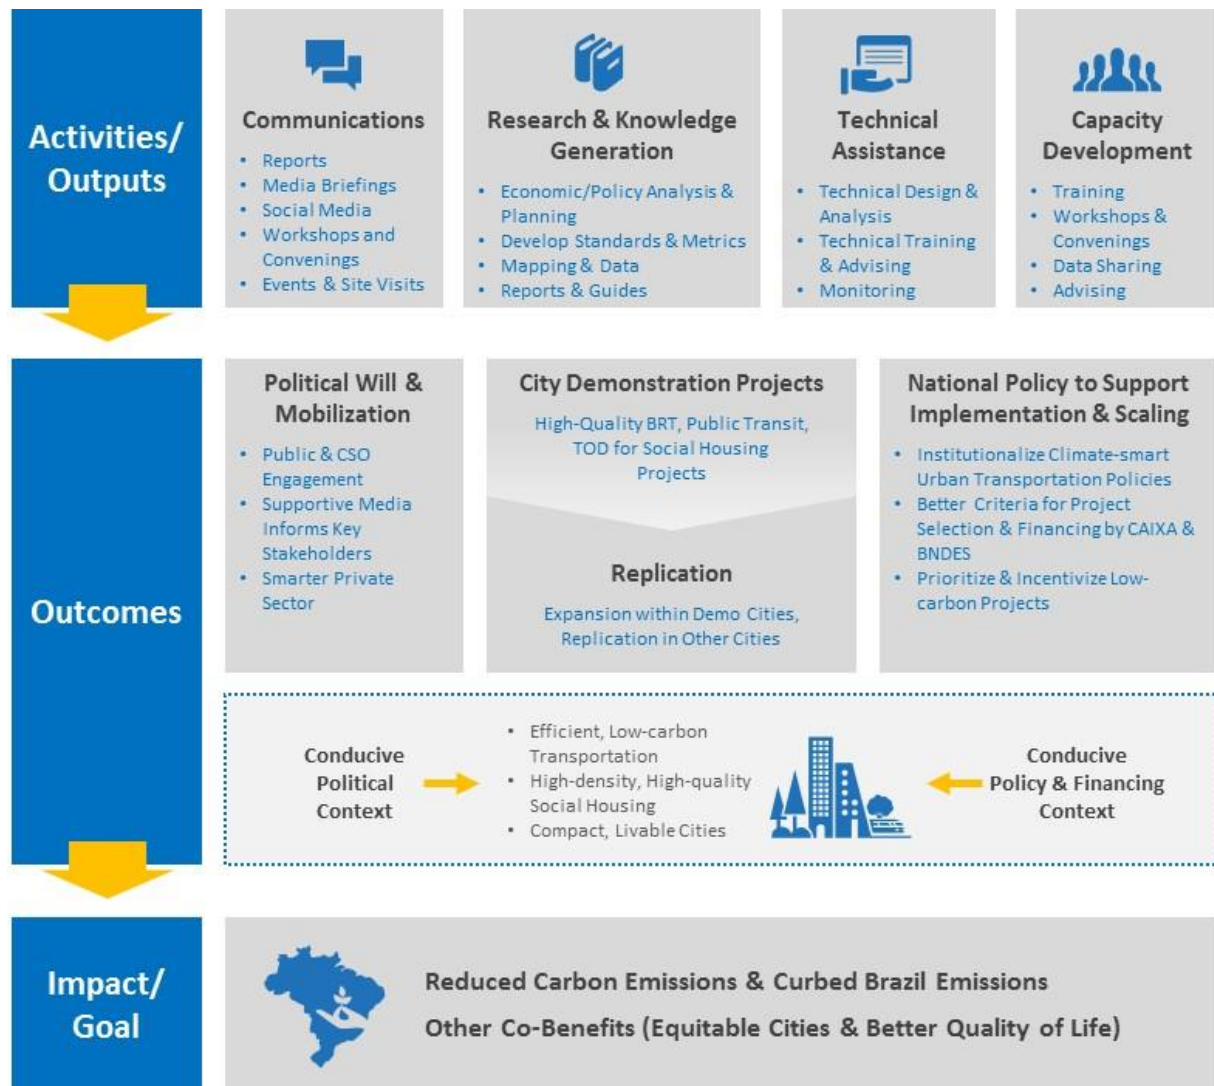 Activities/
Outputs
Communications
• Reports
• Media Briefings
• Social Media
• Workshops and
Convenings
• Events & Site Visits
Research & Knowledge
Generation
• Economic/Policy Analysis &
Planning
• Develop Standards & Metrics
• Mapping & Data
• Reports & Guides
Technical
Assistance
• Technical Design &
Analysis
• Technical Training
& Advising
• Monitoring
Capacity
Development
• Training
• Workshops &
Convenings
• Data Sharing
• Advising
Outcomes
Political Will &
Mobilization
• Public & CSO
Engagement
• Supportive Media
Informs Key
Stakeholders
• Smarter Private
Sector
City Demonstration Projects
High-Quality BRT, Public Transit,
TOD for Social Housing
Projects
Replication
Expansion within Demo Cities,
Replication in Other Cities
National Policy to Support
Implementation & Scaling
• Institutionalize Climate-smart
Urban Transportation Policies
• Better Criteria for Project
Selection & Financing by CAIXA &
BNDES
• Prioritize & Incentivize Low-
carbon Projects
Conducive
Political
Context
• Efficient, Low-carbon
Transportation
• High-density, High-quality
Social Housing
• Compact, Livable Cities
Conducive
Policy & Financing
Context
Impact/
Goal
Reduced Carbon Emissions & Curbed Brazil Emissions
Other Co-Benefits (Equitable Cities & Better Quality of Life)